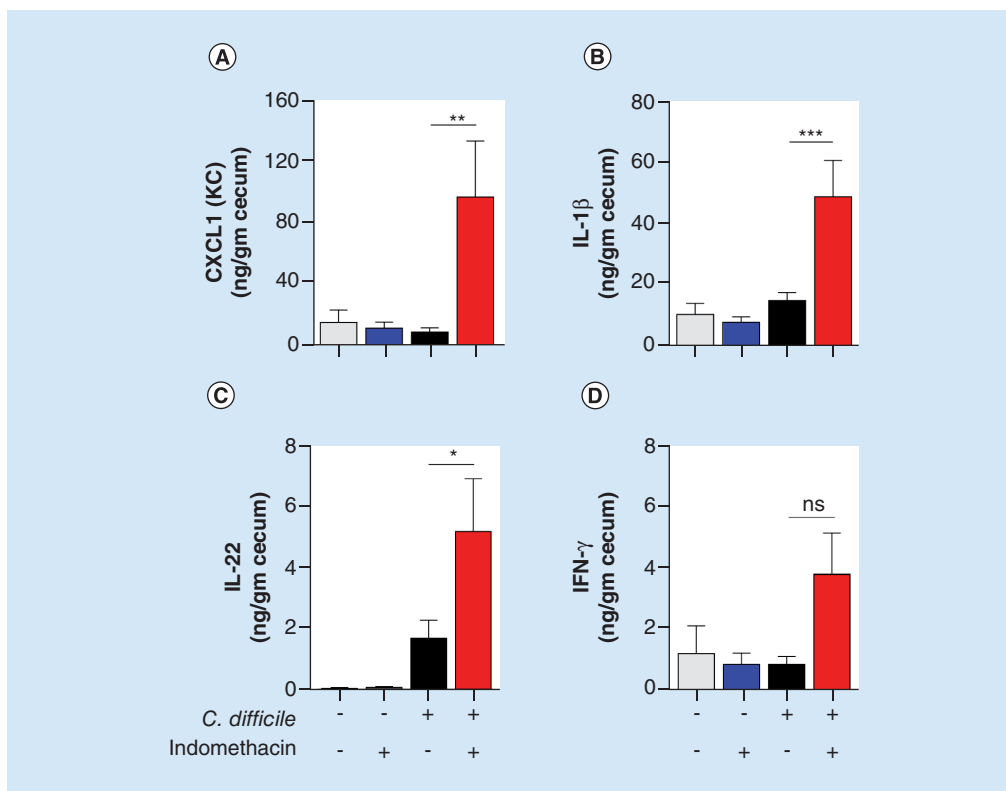 A
CXCL1 (KC)
(ng/gm cecum)
160
120
80
40
0
**
B
IL-1β
(ng/gm cecum)
80
60
40
20
0
***
C
IL-22
(ng/gm cecum)
8
6
4
2
0
*
D
IFN-γ
(ng/gm cecum)
8
6
4
2
0
ns
C. difficile - - + + - - + +
Indomethacin - + - + - + - +